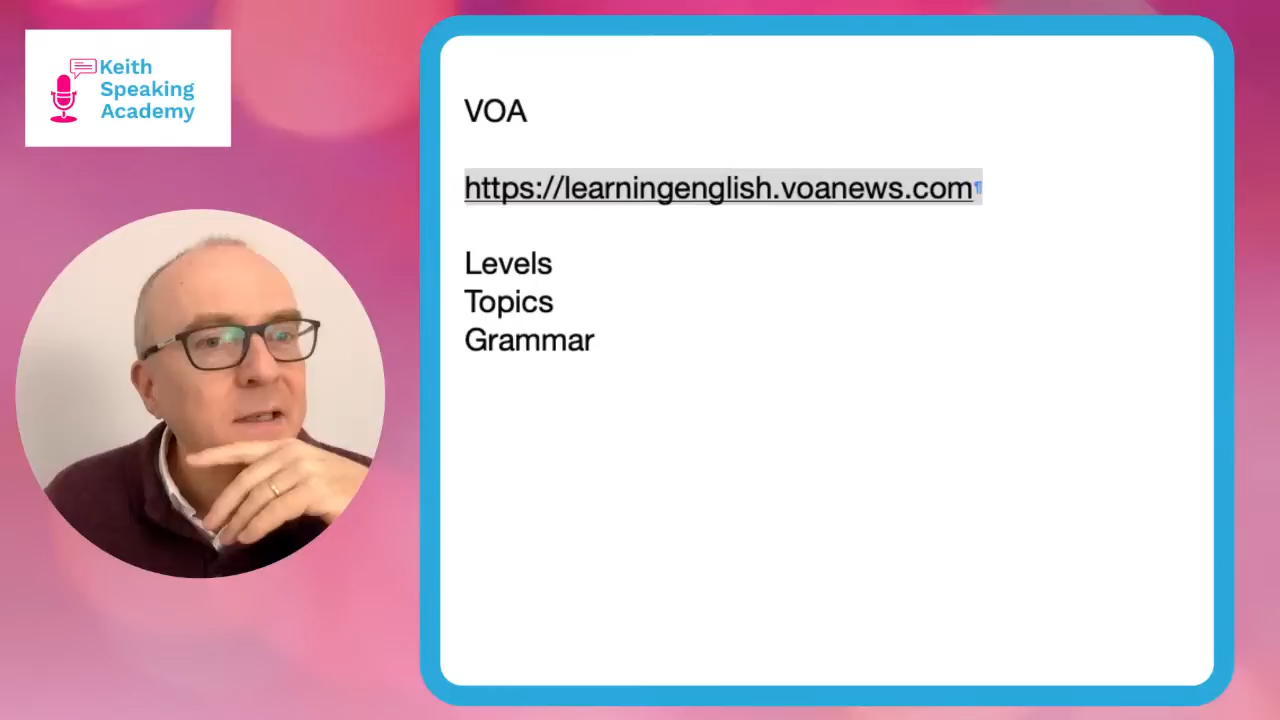 Keith
Speaking
Academy
VOA
https://learningenglish.voanews.com¶
Levels
Topics
Grammar